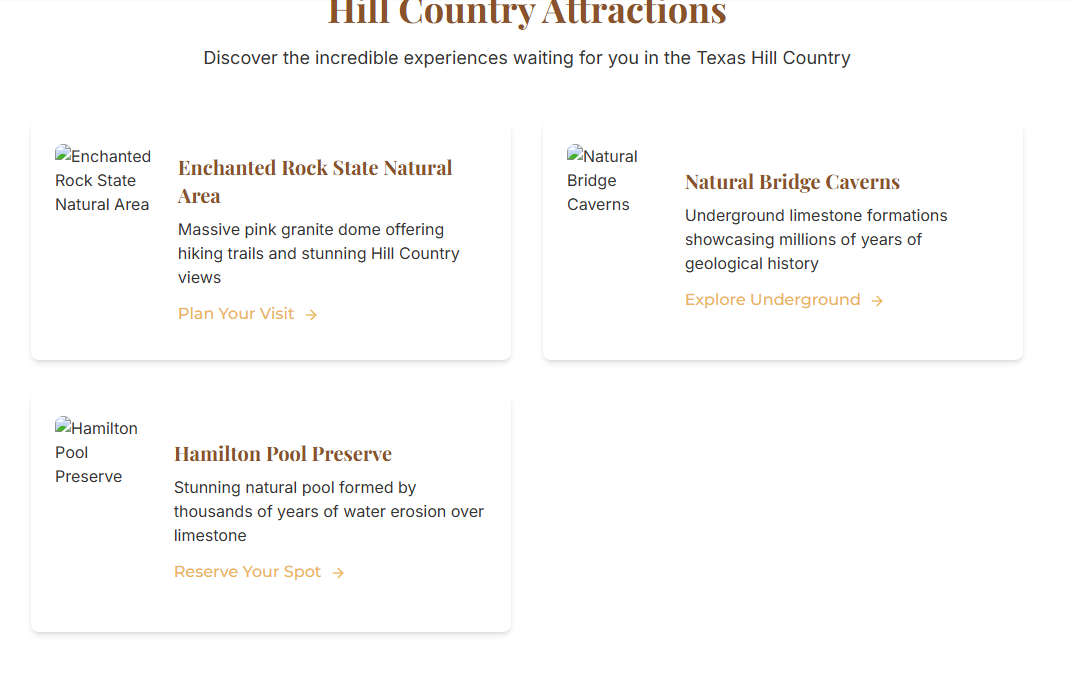 Hill Country Attractions
Discover the incredible experiences waiting for you in the Texas Hill Country
Enchanted
Rock State
Natural Area
Enchanted Rock State Natural
Area
Massive pink granite dome offering
hiking trails and stunning Hill Country
views
Plan Your Visit →
Natural
Bridge
Caverns
Natural Bridge Caverns
Underground limestone formations
showcasing millions of years of
geological history
Explore Underground →
Hamilton
Pool
Preserve
Hamilton Pool Preserve
Stunning natural pool formed by
thousands of years of water erosion over
limestone
Reserve Your Spot →